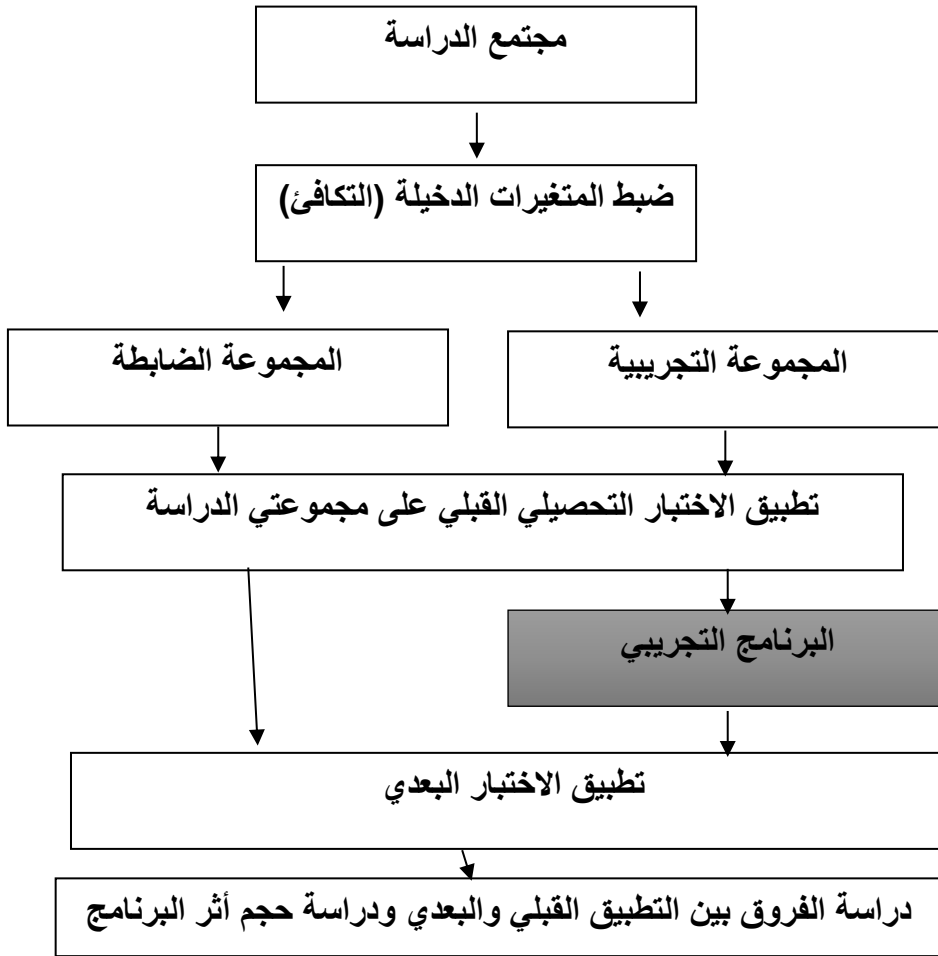 مجتمع الدراسة
ضبط المتغيرات الدخيلة (التكافئ)
المجموعة التجريبية
المجموعة الضابطة
تطبيق الاختبار التحصيلي القبلي على مجموعتي الدراسة
البرنامج التجريبي
تطبيق الاختبار البعدي
دراسة الفروق بين التطبيق القبلي والبعدي ودراسة حجم أثر البرنامج